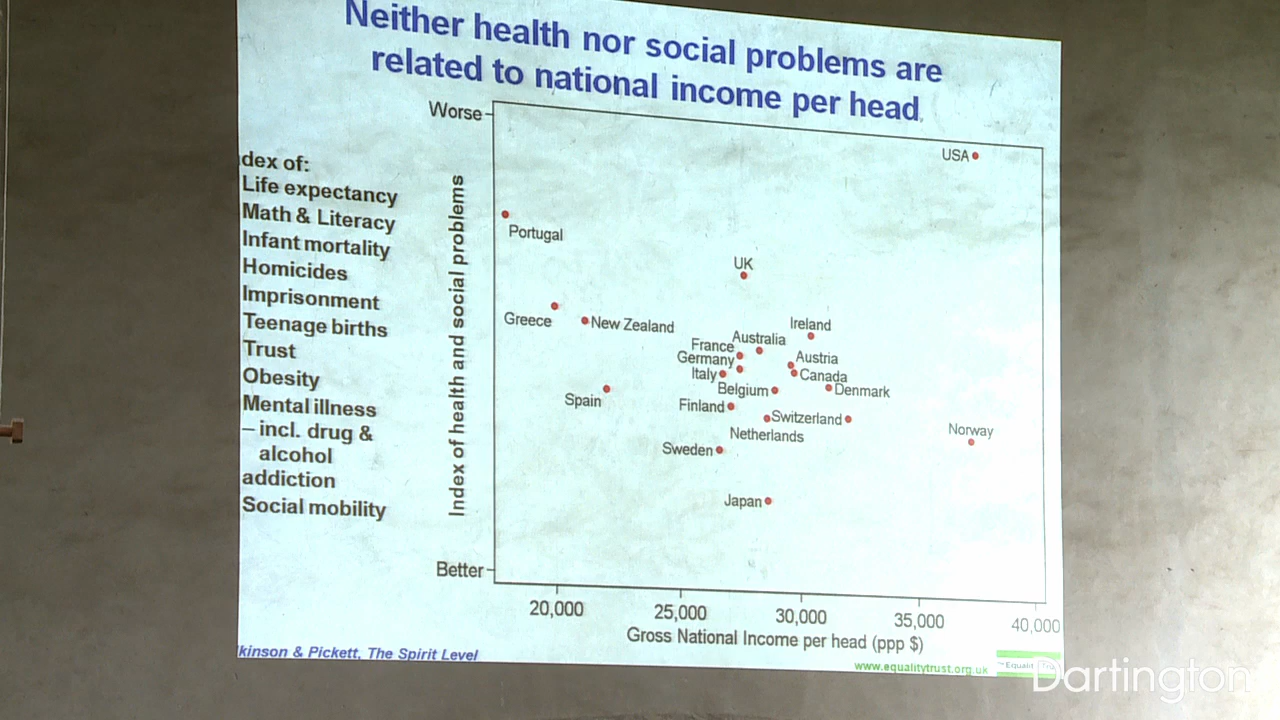 Neither health nor social problems are
related to national income per head
Worse
Index of health and social problems
Better
dex of:
Life expectancy
Math & Literacy
Infant mortality
Homicides
Imprisonment
Teenage births
Trust
Obesity
Mental illness
– incl. drug &
alcohol
addiction
Social mobility
USA
Portugal
UK
Greece
New Zealand
Ireland
Australia
France
Germany
Austria
Italy
Canada
Belgium
Denmark
Spain
Finland
Switzerland
Netherlands
Norway
Sweden
Japan
20,000 25,000 30,000 35,000 40,000
Gross National Income per head (ppp $)
kinson & Pickett, The Spirit Level
www.equalitytrust.org.uk
Dartington